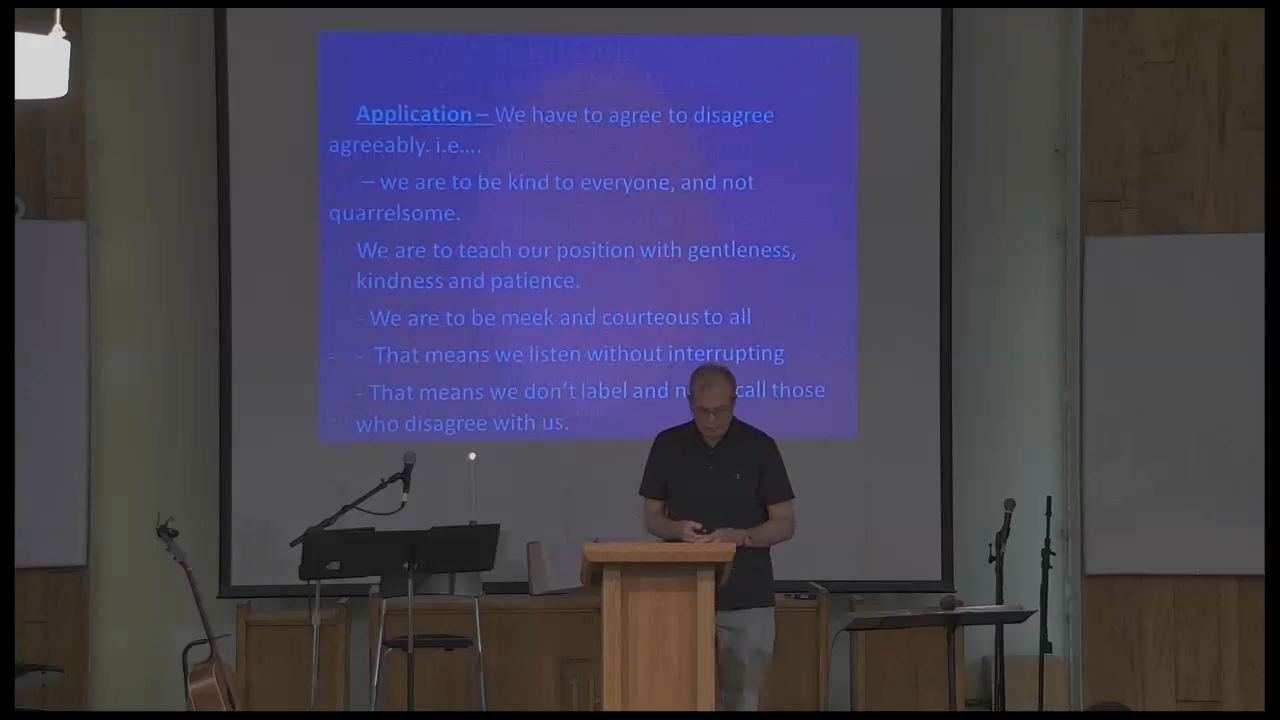 Application – We have to agree to disagree
agreeably. i.e....
– we are to be kind to everyone, and not
quarrelsome.
We are to teach our position with gentleness,
kindness and patience.
- We are to be meek and courteous to all
- - That means we listen without interrupting
- That means we don't label and call those
who disagree with us.